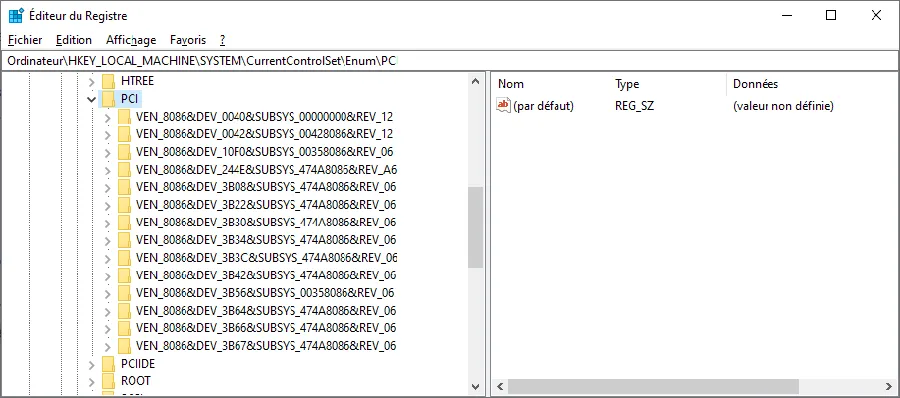 Éditeur du Registre
Fichier Edition Affichage Favoris ?
Ordinateur\HKEY_LOCAL_MACHINE\SYSTEM\CurrentControlSet\Enum\PCI
HTREE
PCI
VEN_8086&DEV_0040&SUBSYS_00000000&REV_12
VEN_8086&DEV_0042&SUBSYS_00428086&REV_12
VEN_8086&DEV_10F0&SUBSYS_00358086&REV_06
VEN_8086&DEV_244E&SUBSYS_474A8086&REV_A6
VEN_8086&DEV_3B08&SUBSYS_474A8086&REV_06
VEN_8086&DEV_3B22&SUBSYS_474A8086&REV_06
VEN_8086&DEV_3B30&SUBSYS_474A8086&REV_06
VEN_8086&DEV_3B34&SUBSYS_474A8086&REV_06
VEN_8086&DEV_3B3C&SUBSYS_474A8086&REV_06
VEN_8086&DEV_3B42&SUBSYS_474A8086&REV_06
VEN_8086&DEV_3B56&SUBSYS_00358086&REV_06
VEN_8086&DEV_3B64&SUBSYS_474A8086&REV_06
VEN_8086&DEV_3B66&SUBSYS_474A8086&REV_06
VEN_8086&DEV_3B67&SUBSYS_474A8086&REV_06
PCIIDE
ROOT
Nom Type Données
(par défaut) REG_SZ (valeur non définie)